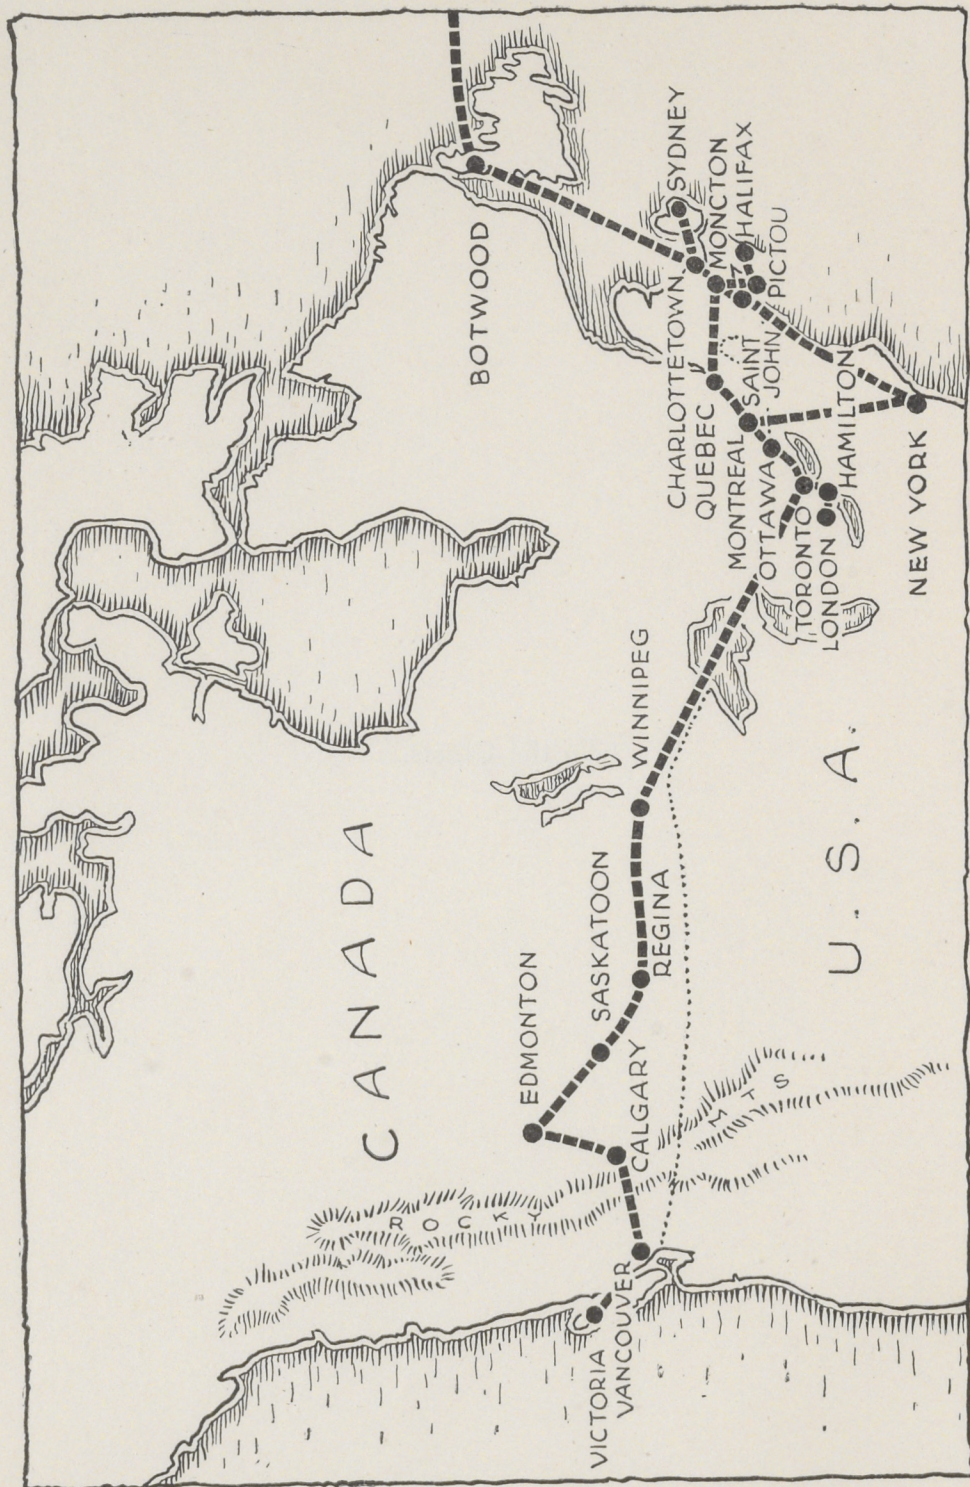 CANADA
U.S.A.
ROCKY
MTS
VICTORIA
VANCOUVER
CALGARY
EDMONTON
SASKATOON
REGINA
WINNIPEG
LONDON
TORONTO
HAMILTON
OTTAWA
MONTREAL
QUEBEC
NEW YORK
SAINT
JOHN
CHARLOTTETOWN
MONCTON
HALIFAX
PICTOU
SYDNEY
BOTWOOD